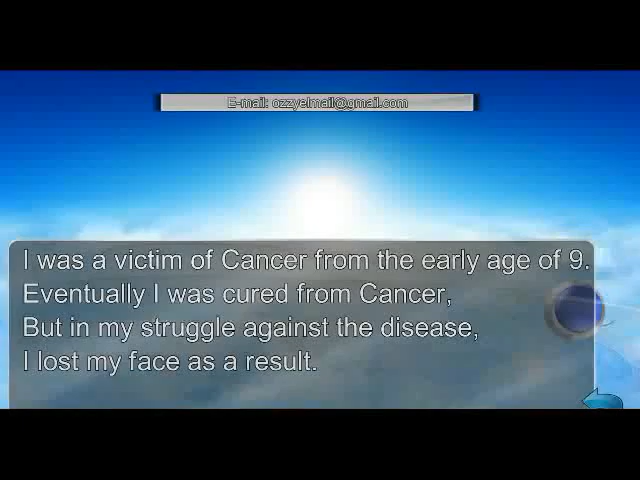 E-mail: ozzyelmail@gmail.com
I was a victim of Cancer from the early age of 9.
Eventually I was cured from Cancer,
But in my struggle against the disease,
I lost my face as a result.